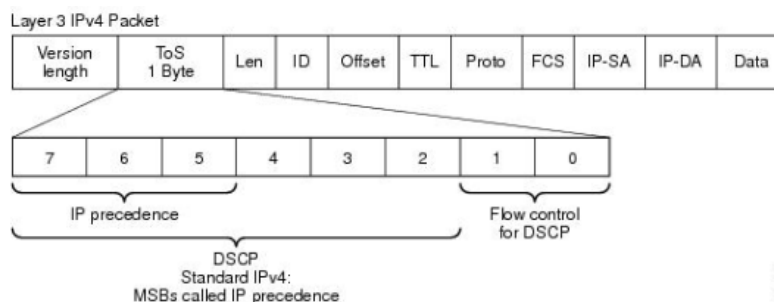 Layer 3 IPv4 Packet
Version length
ToS 1 Byte
Len
ID
Offset
TTL
Proto
FCS
IP-SA
IP-DA
Data
7 6 5 4 3 2 1 0
IP precedence
Flow control
for DSCP
DSCP
Standard IPv4:
MSBs called IP precedence